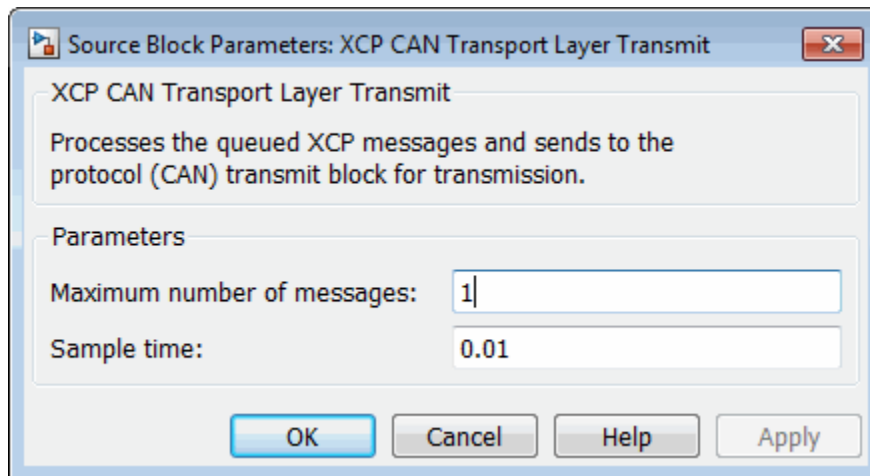 Source Block Parameters: XCP CAN Transport Layer Transmit
XCP CAN Transport Layer Transmit
Processes the queued XCP messages and sends to the
protocol (CAN) transmit block for transmission.
Parameters
Maximum number of messages: 1
Sample time: 0.01
OK Cancel Help Apply